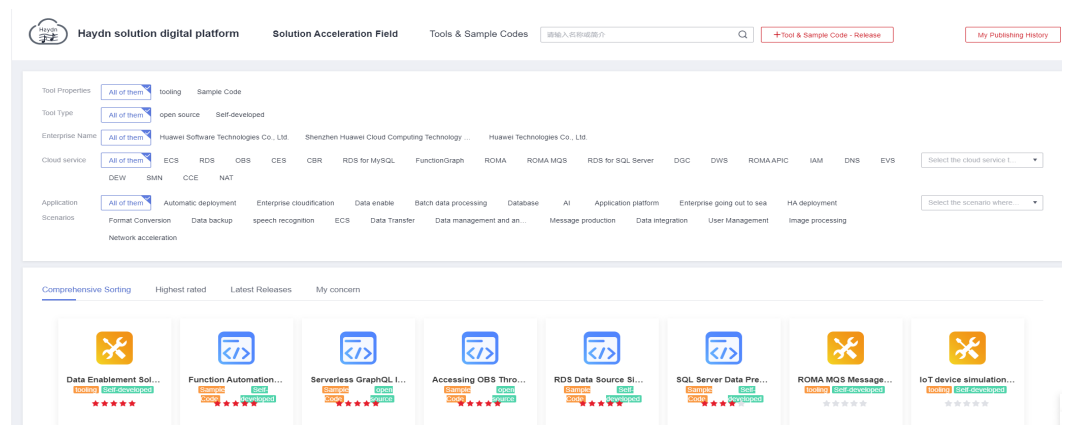 Haydn
Haydn solution digital platform Solution Acceleration Field Tools & Sample Codes 请输入名称或简介 +Tool & Sample Code - Release My Publishing History
Tool Properties All of them tooling Sample Code
Tool Type All of them open source Self-developed
Enterprise Name All of them Huawei Software Technologies Co., Ltd. Shenzhen Huawei Cloud Computing Technology ... Huawei Technologies Co., Ltd.
Cloud service All of them ECS RDS OBS CES CBR RDS for MySQL FunctionGraph ROMA ROMA MQS RDS for SQL Server DGC DWS ROMA APIC IAM DNS EVS Select the cloud service t...
DEW SMN CCE NAT
Application Scenarios All of them Automatic deployment Enterprise cloudification Data enable Batch data processing Database AI Application platform Enterprise going out to sea HA deployment Select the scenario where...
Format Conversion Data backup speech recognition ECS Data Transfer Data management and an... Message production Data integration User Management Image processing
Network acceleration
Comprehensive Sorting Highest rated Latest Releases My concern
Data Enablement Sol... Function Automation... Serverless GraphQL I... Accessing OBS Thro... RDS Data Source Si... SQL Server Data Pre... ROMA MQS Message... IoT device simulation...
tooling Self-developed Sample Code Self-developed Sample Code open source Sample Code open source Sample Code Self-developed Sample Code Self-developed tooling Self-developed tooling Self-developed